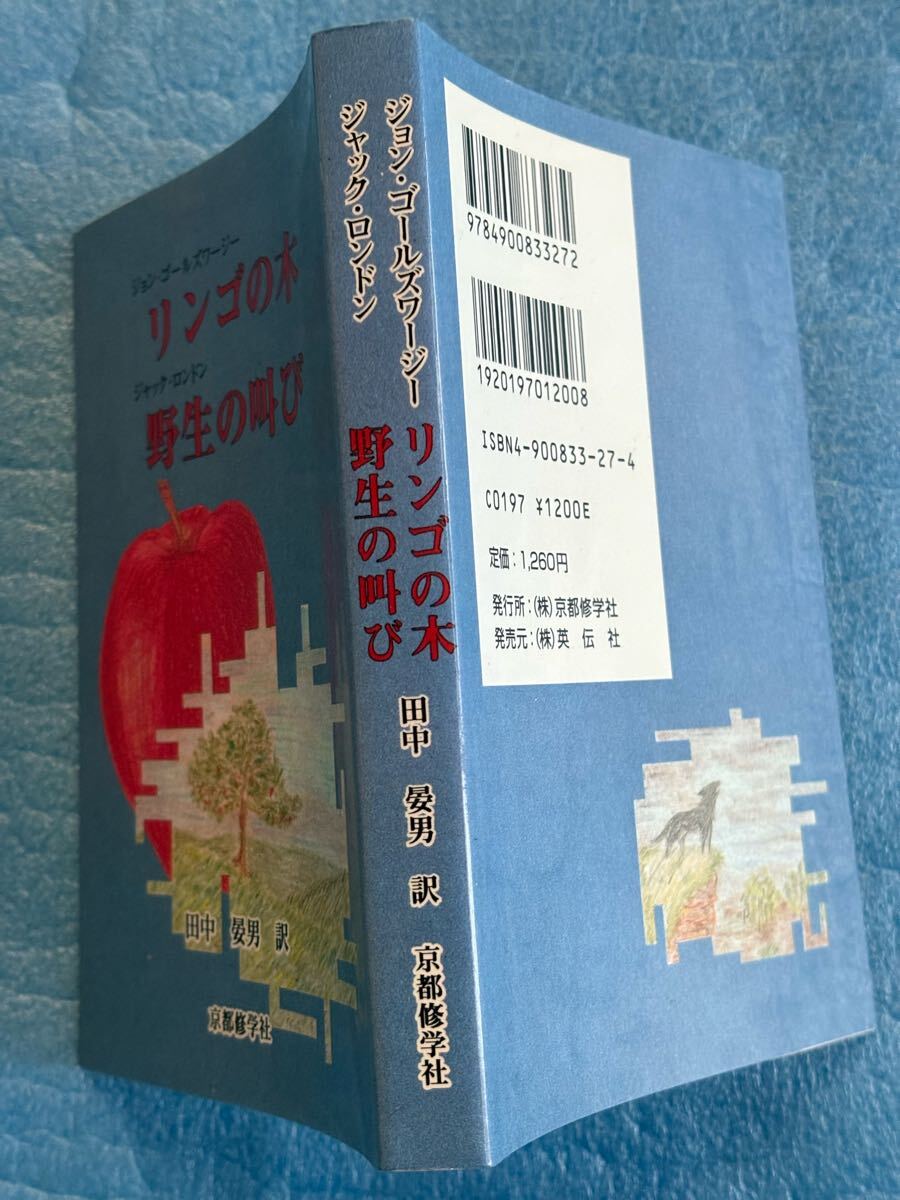 ジョン・ゴールズワージー
リンゴの木
ジャック・ロンドン
野生の叫び
田中 晏男 訳
京都修学社
ジョン・ゴールズワージー
ジャック・ロンドン
リンゴの木
野生の叫び
田中 晏男 訳 京都修学社
9784900833272
1920197012008
ISBN4-900833-27-4
C0197 ¥1200E
定価:1,260円
発行所:(株)京都修学社
発売元:(株)英伝社